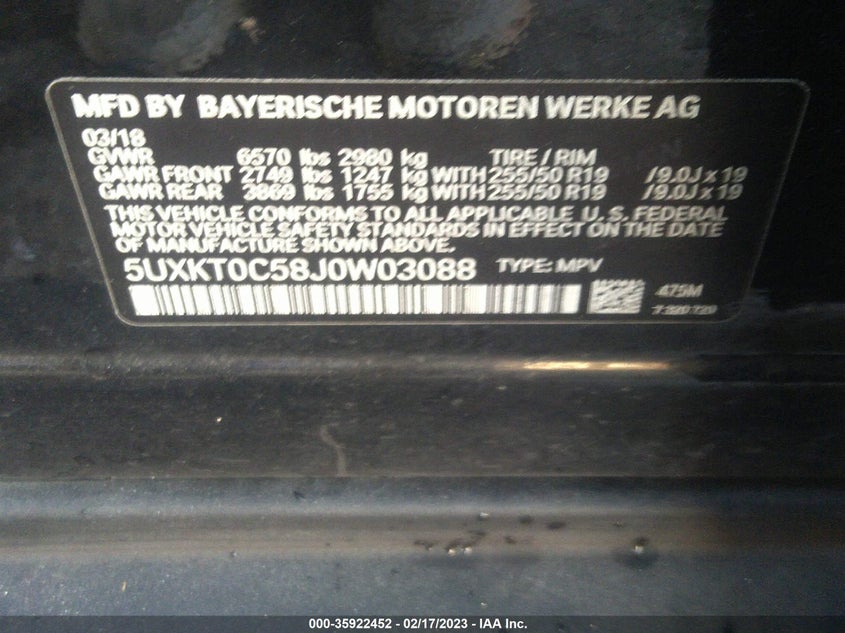 MFD BY BAYERISCHE MOTOREN WERKE AG
03/18
GVWR 6570 lbs 2980 kg TIRE / RIM
GAWR FRONT 2749 lbs 1247 kg WITH 255/50 R19 /9.0J x 19
GAWR REAR 3869 lbs 1755 kg WITH 255/50 R19 /9.0J x 19
THIS VEHICLE CONFORMS TO ALL APPLICABLE U. S. FEDERAL
MOTOR VEHICLE SAFETY STANDARDS IN EFFECT ON THE DATE
OF MANUFACTURE SHOWN ABOVE.
5UXKT0C58J0W03088 TYPE: MPV
475M
000-35922452 - 02/17/2023 - IAA Inc.